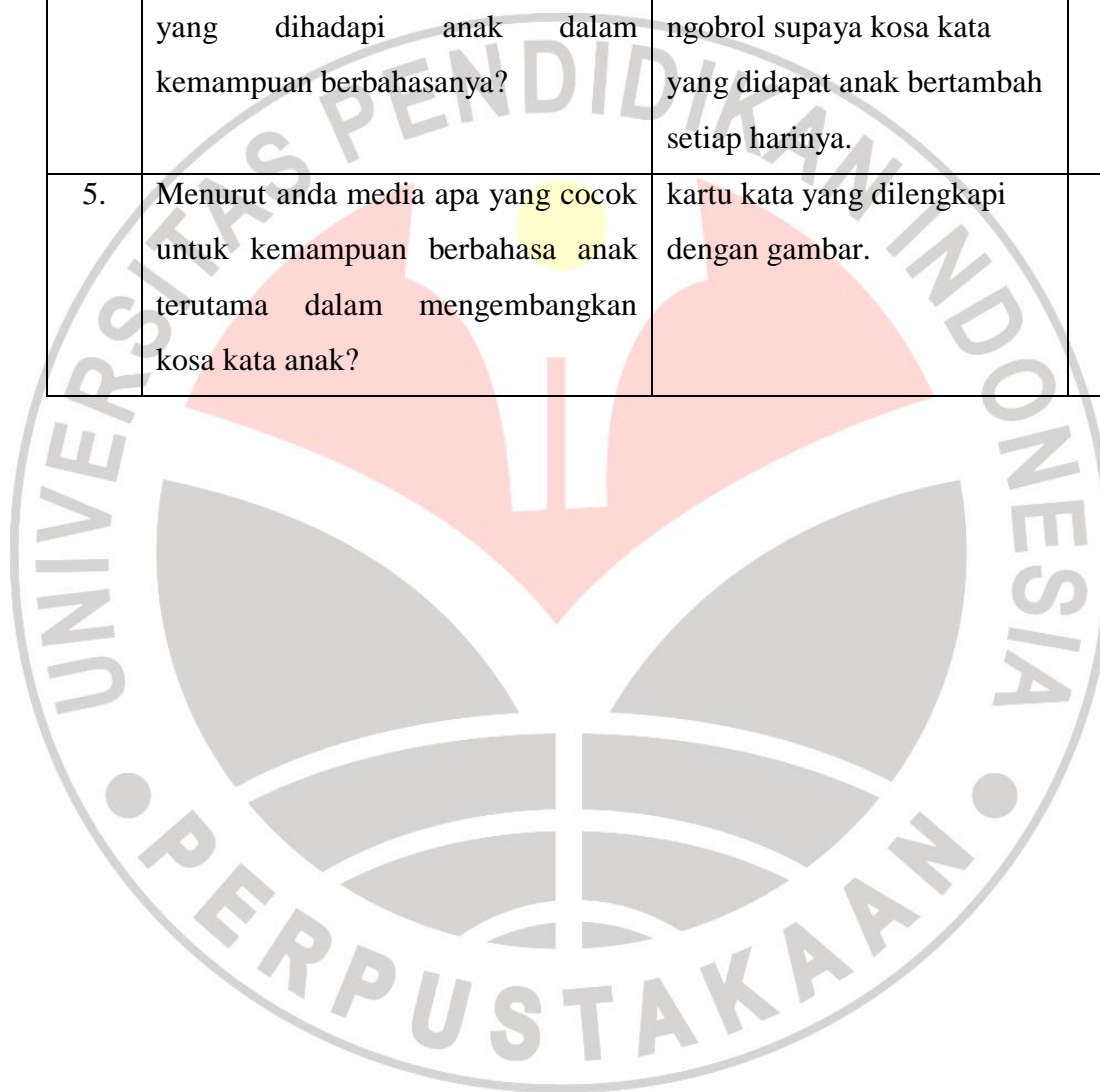 yang dihadapi anak dalam
kemampuan berbahasanya?
ngobrol supaya kosa kata
yang didapat anak bertambah
setiap harinya.
5.
Menurut anda media apa yang cocok
untuk kemampuan berbahasa anak
terutama dalam mengembangkan
kosa kata anak?
kartu kata yang dilengkapi
dengan gambar.
UNIVERSITAS PENDIDIKAN INDONESIA
PERPUSTAKAAN